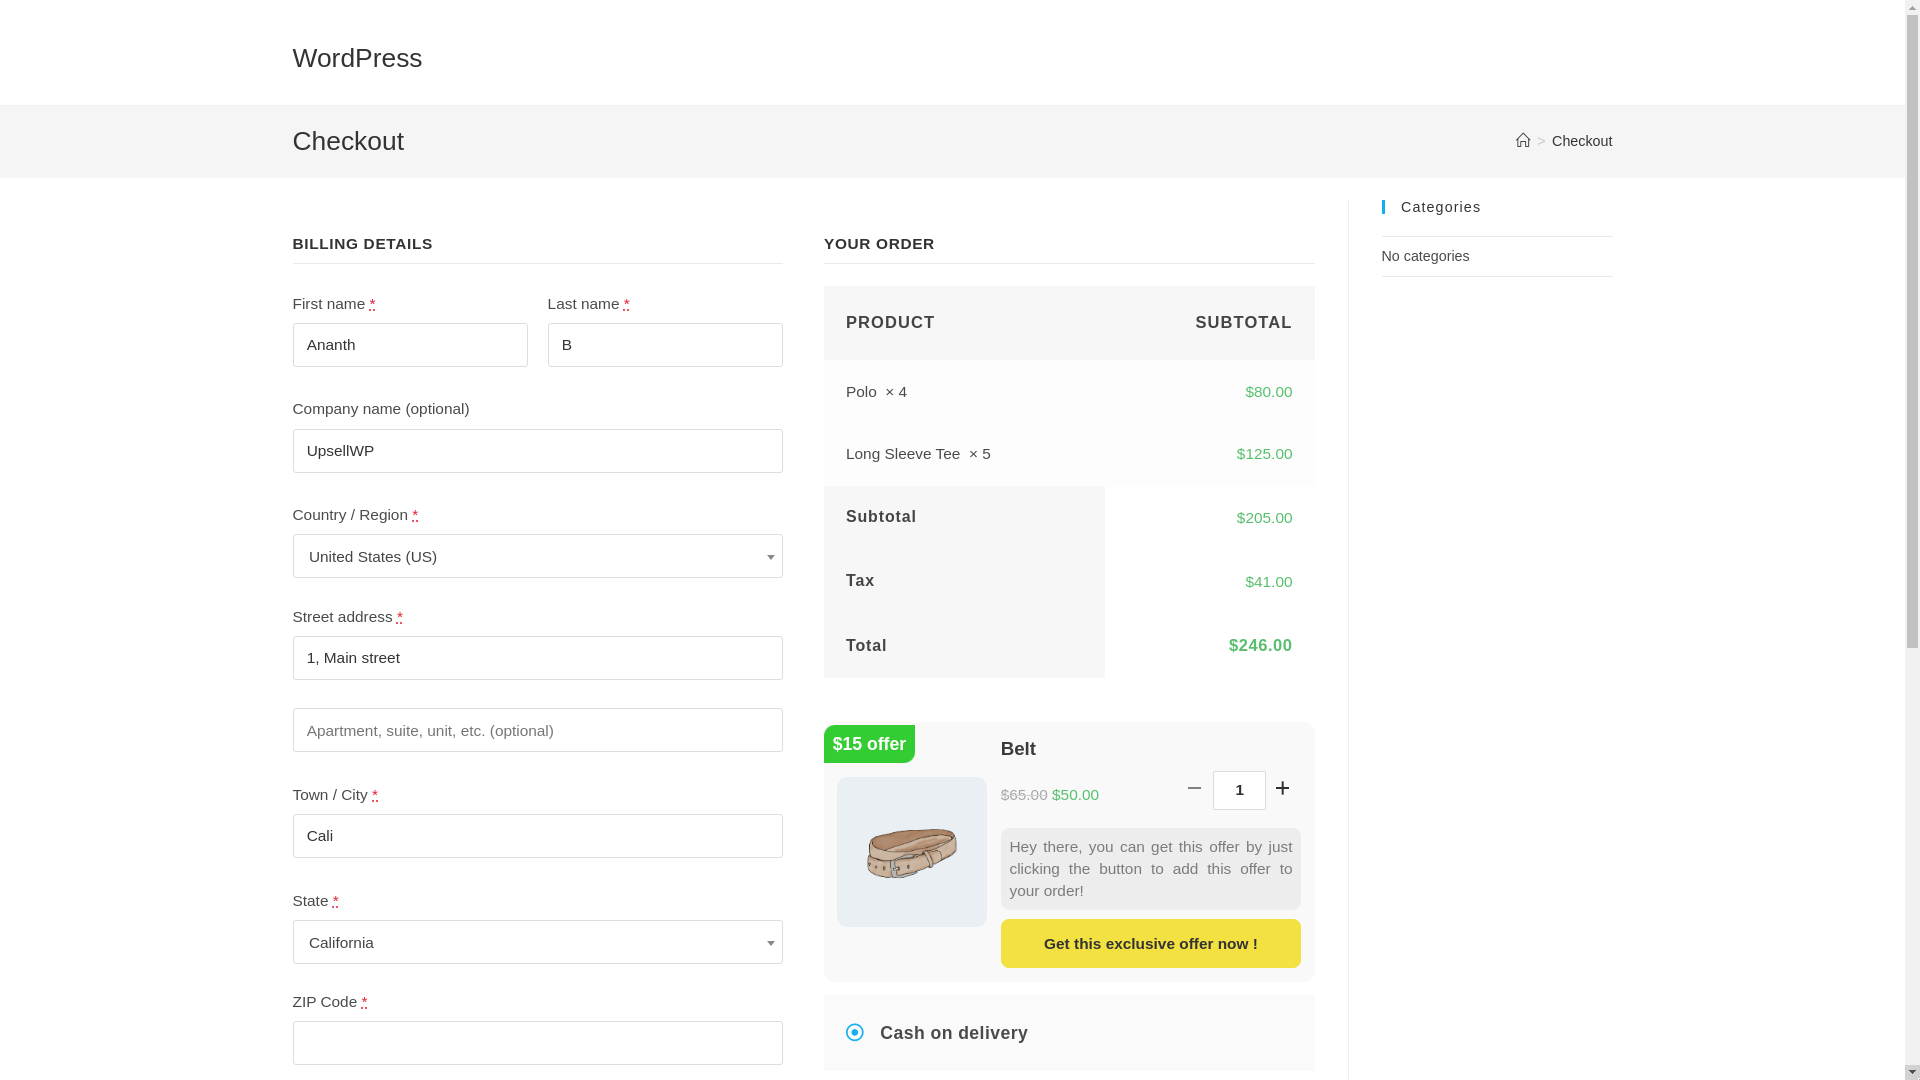 WordPress
Checkout
> Checkout
BILLING DETAILS
First name *
Last name *
Ananth
B
Company name (optional)
UpsellWP
Country / Region *
United States (US)
Street address *
1, Main street
Apartment, suite, unit, etc. (optional)
Town / City *
Cali
State *
California
ZIP Code *
YOUR ORDER
PRODUCT SUBTOTAL
Polo × 4 $80.00
Long Sleeve Tee × 5 $125.00
Subtotal $205.00
Tax $41.00
Total $246.00
$15 offer
Belt
$65.00 $50.00
− 1 +
Hey there, you can get this offer by just
clicking the button to add this offer to
your order!
Get this exclusive offer now !
Cash on delivery
Categories
No categories